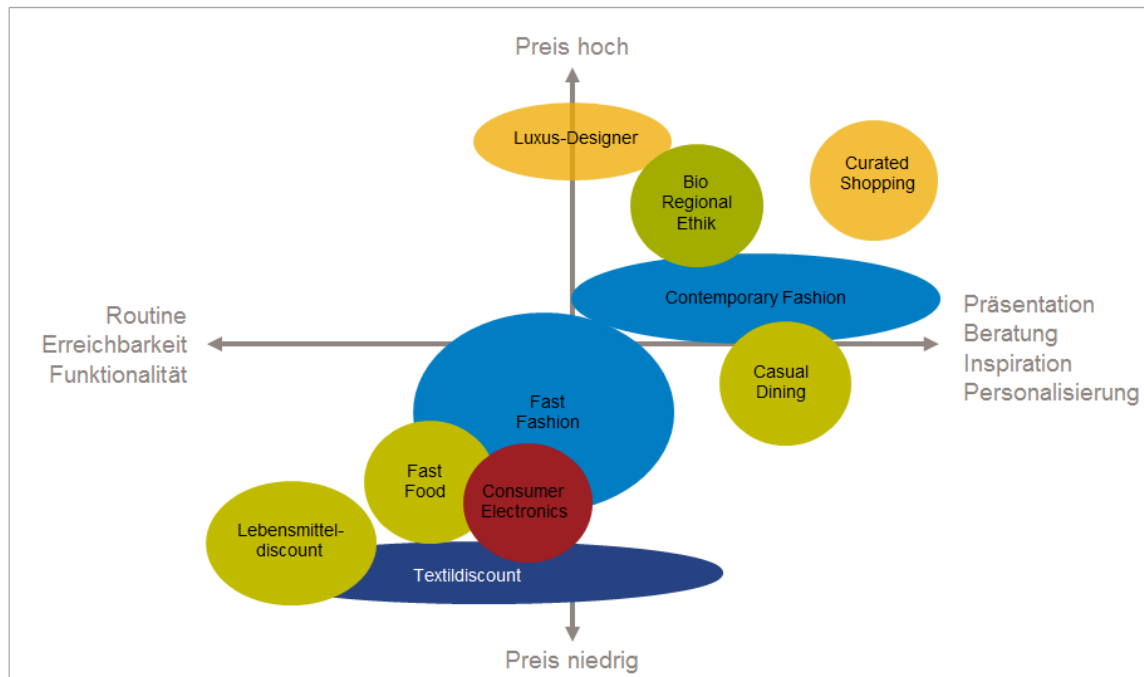 Preis hoch
Luxus-Designer
Curated
Shopping
Bio
Regional
Ethik
Contemporary Fashion
Routine
Erreichbarkeit
Funktionalität
Präsentation
Beratung
Inspiration
Personalisierung
Casual
Dining
Fast
Fashion
Fast
Food
Consumer
Electronics
Lebensmittel-
discount
Textildiscount
Preis niedrig